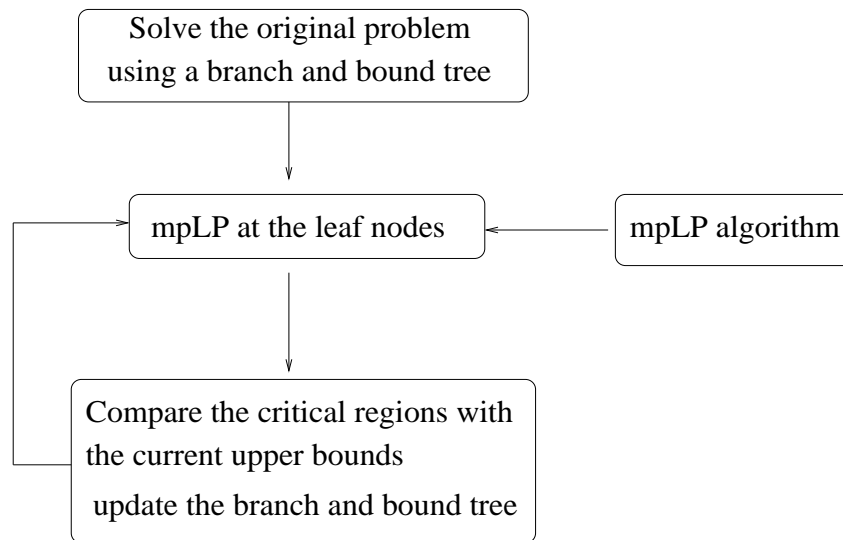 Solve the original problem
using a branch and bound tree
mpLP at the leaf nodes
mpLP algorithm
Compare the critical regions with
the current upper bounds
update the branch and bound tree